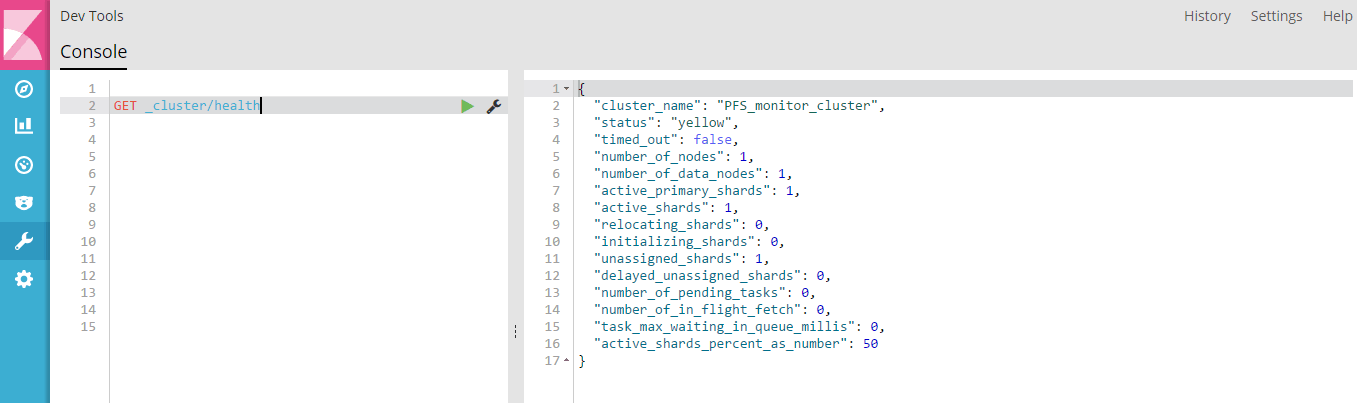 Dev Tools
History Settings Help
Console
1
2 GET _cluster/health
3
4
5
6
7
8
9
10
11
12
13
14
15
1 {
2 "cluster_name": "PFS_monitor_cluster",
3 "status": "yellow",
4 "timed_out": false,
5 "number_of_nodes": 1,
6 "number_of_data_nodes": 1,
7 "active_primary_shards": 1,
8 "active_shards": 1,
9 "relocating_shards": 0,
10 "initializing_shards": 0,
11 "unassigned_shards": 1,
12 "delayed_unassigned_shards": 0,
13 "number_of_pending_tasks": 0,
14 "number_of_in_flight_fetch": 0,
15 "task_max_waiting_in_queue_millis": 0,
16 "active_shards_percent_as_number": 50
17 }